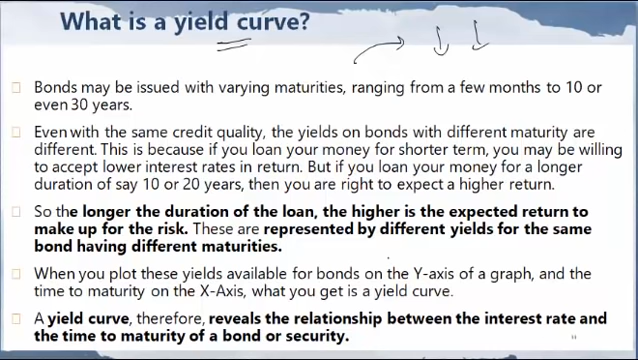 What is a yield curve?
Bonds may be issued with varying maturities, ranging from a few months to 10 or
even 30 years.
Even with the same credit quality, the yields on bonds with different maturity are
different. This is because if you loan your money for shorter term, you may be willing
to accept lower interest rates in return. But if you loan your money for a longer
duration of say 10 or 20 years, then you are right to expect a higher return.
So the longer the duration of the loan, the higher is the expected return to
make up for the risk. These are represented by different yields for the same
bond having different maturities.
When you plot these yields available for bonds on the Y-axis of a graph, and the
time to maturity on the X-Axis, what you get is a yield curve.
A yield curve, therefore, reveals the relationship between the interest rate and
the time to maturity of a bond or security.